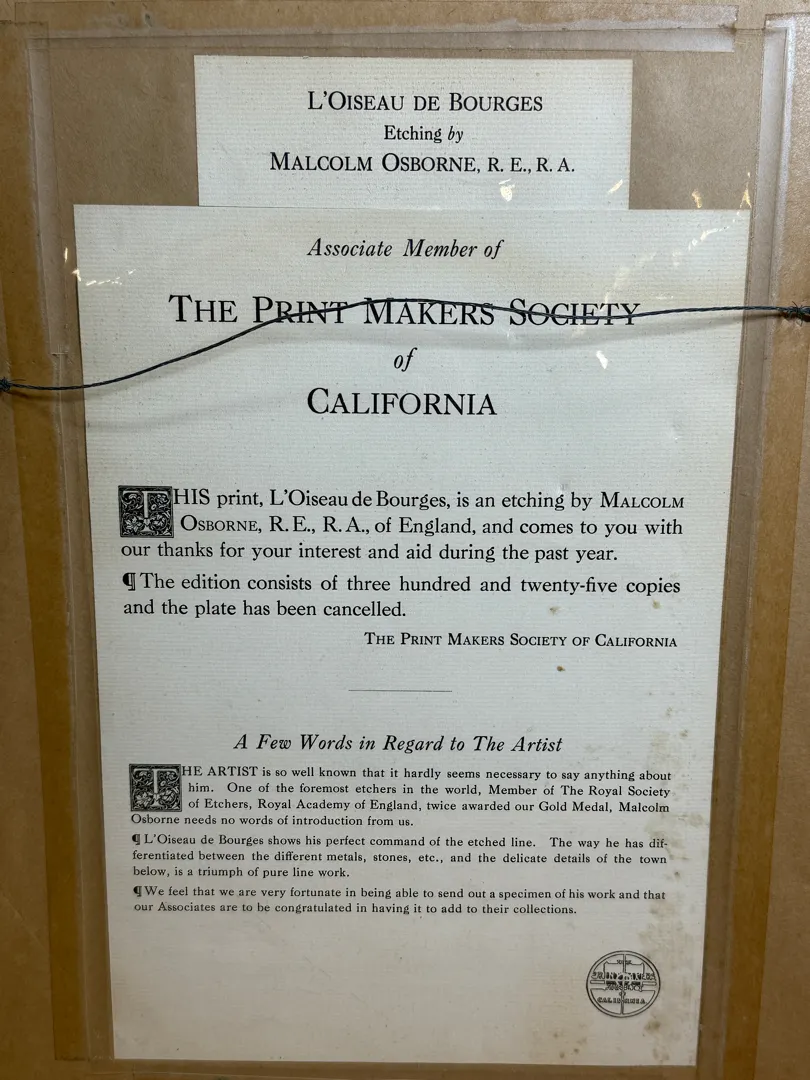 L'OISEAU DE BOURGES
Etching by
MALCOLM OSBORNE, R. E., R. A.
Associate Member of
THE PRINT MAKERS SOCIETY
of
CALIFORNIA
THIS print, L'Oiseau de Bourges, is an etching by MALCOLM
OSBORNE, R. E., R. A., of England, and comes to you with
our thanks for your interest and aid during the past year.
¶ The edition consists of three hundred and twenty-five copies
and the plate has been cancelled.
THE PRINT MAKERS SOCIETY OF CALIFORNIA
A Few Words in Regard to The Artist
THE ARTIST is so well known that it hardly seems necessary to say anything about
him. One of the foremost etchers in the world, Member of The Royal Society
of Etchers, Royal Academy of England, twice awarded our Gold Medal, Malcolm
Osborne needs no words of introduction from us.
¶ L'Oiseau de Bourges shows his perfect command of the etched line. The way he has dif-
ferentiated between the different metals, stones, etc., and the delicate details of the town
below, is a triumph of pure line work.
¶ We feel that we are very fortunate in being able to send out a specimen of his work and that
our Associates are to be congratulated in having it to add to their collections.
CALIFORNIA